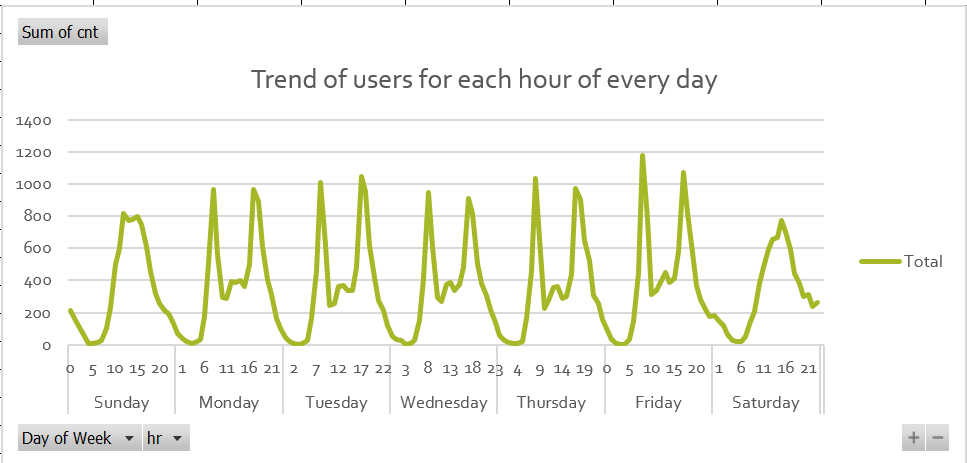 Sum of cnt
Trend of users for each hour of every day
1400
1200
1000
800
600
400
200
0
Total
0 5 10 15 20 1 6 11 16 21 2 7 12 17 22 3 8 13 18 23 4 9 14 19 0 5 10 15 20 1 6 11 16 21
Sunday Monday Tuesday Wednesday Thursday Friday Saturday
Day of Week hr